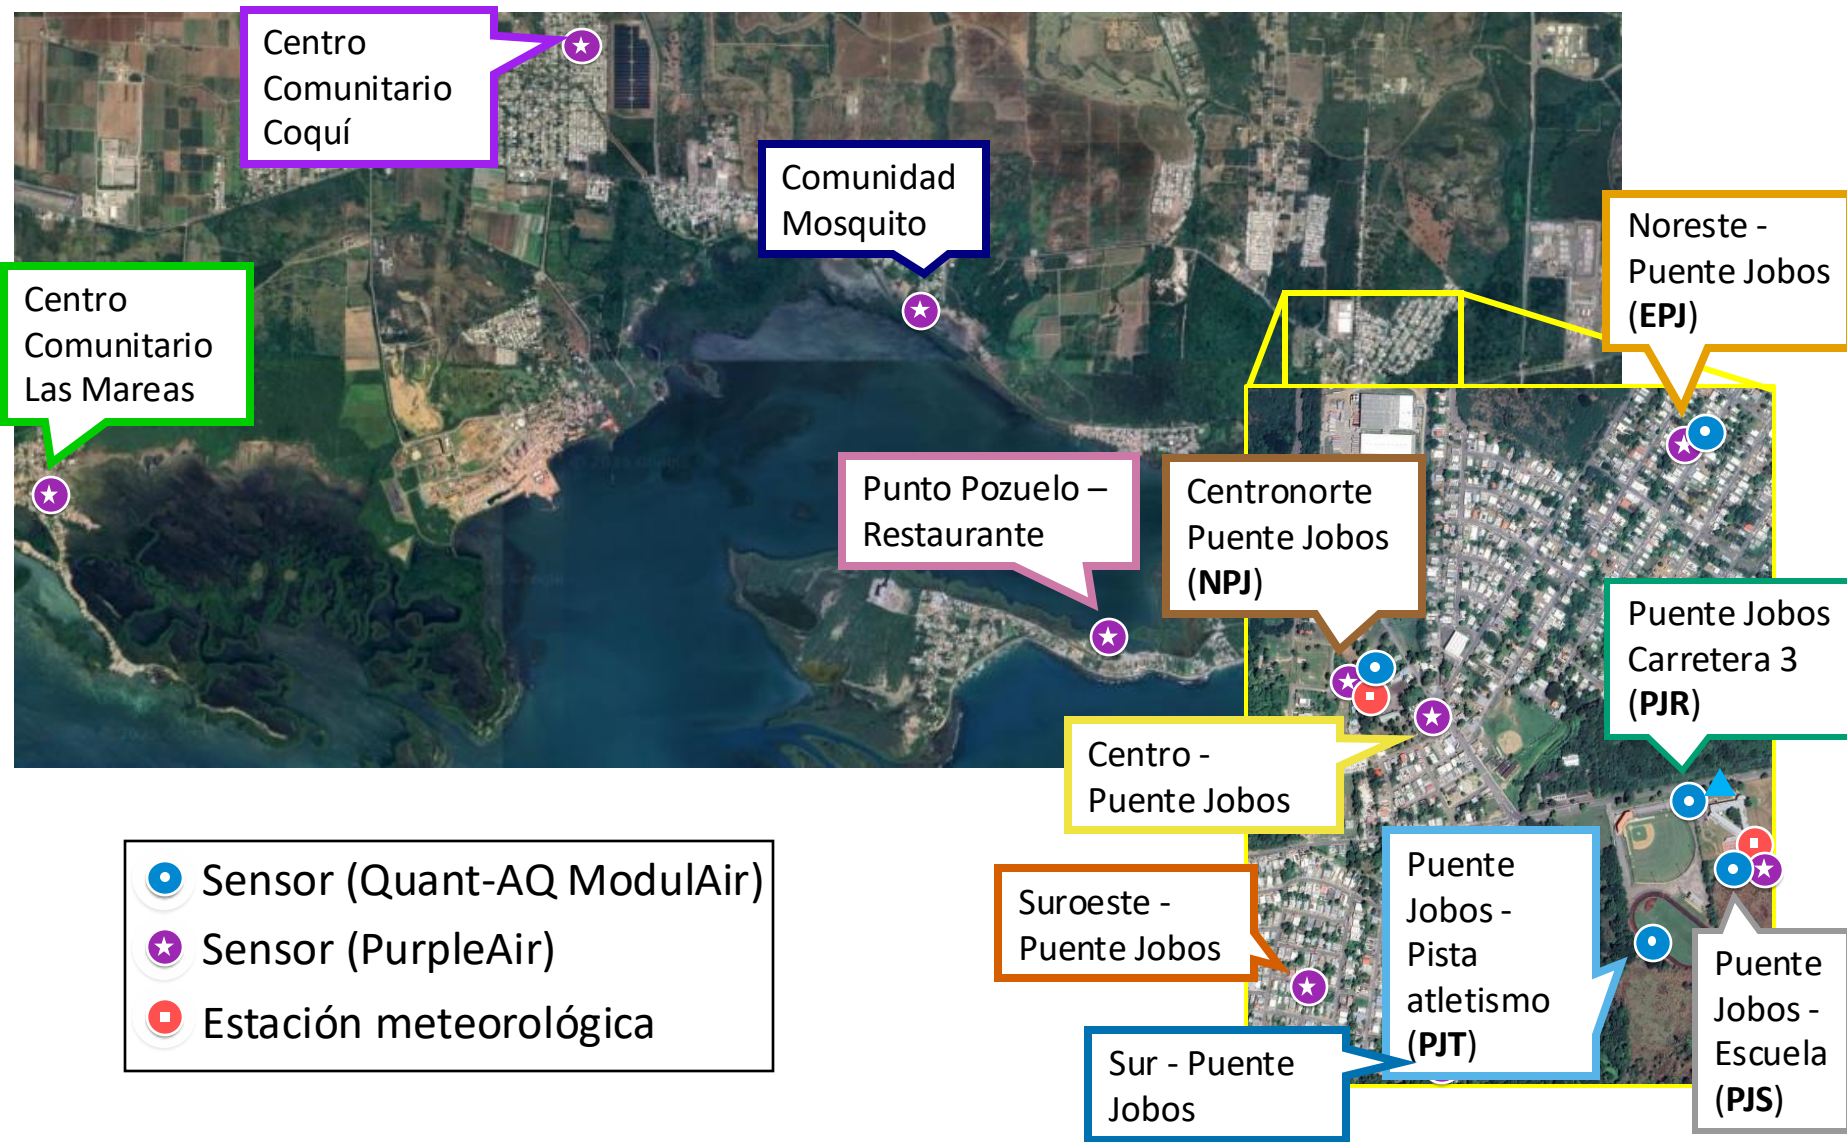 Centro
Comunitario
Coquí
Comunidad
Mosquito
Noreste -
Puente Jobos
(EPJ)
Centro
Comunitario
Las Mareas
Punto Pozuelo –
Restaurante
Centronorte
Puente Jobos
(NPJ)
Puente Jobos
Carretera 3
(PJR)
Centro -
Puente Jobos
Suroeste -
Puente Jobos
Puente
Jobos -
Pista
atletismo
(PJT)
Puente
Jobos -
Escuela
(PJS)
Sur - Puente
Jobos
Sensor (Quant-AQ ModulAir)
Sensor (PurpleAir)
Estación meteorológica